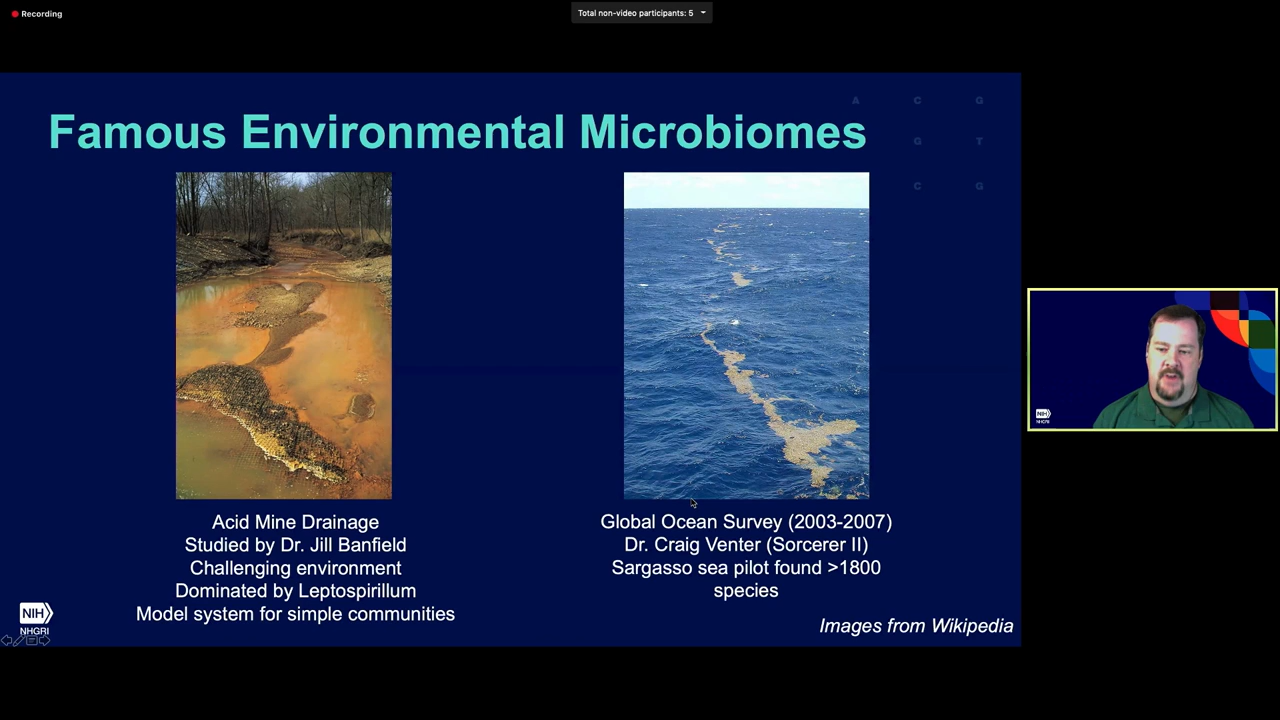 Recording
Total non-video participants: 5
Famous Environmental Microbiomes
A C G
G T
C G
Acid Mine Drainage
Studied by Dr. Jill Banfield
Challenging environment
Dominated by Leptospirillum
Model system for simple communities
Global Ocean Survey (2003-2007)
Dr. Craig Venter (Sorcerer II)
Sargasso sea pilot found >1800
species
Images from Wikipedia
NIH
NHGRI
NIH
NHGRI